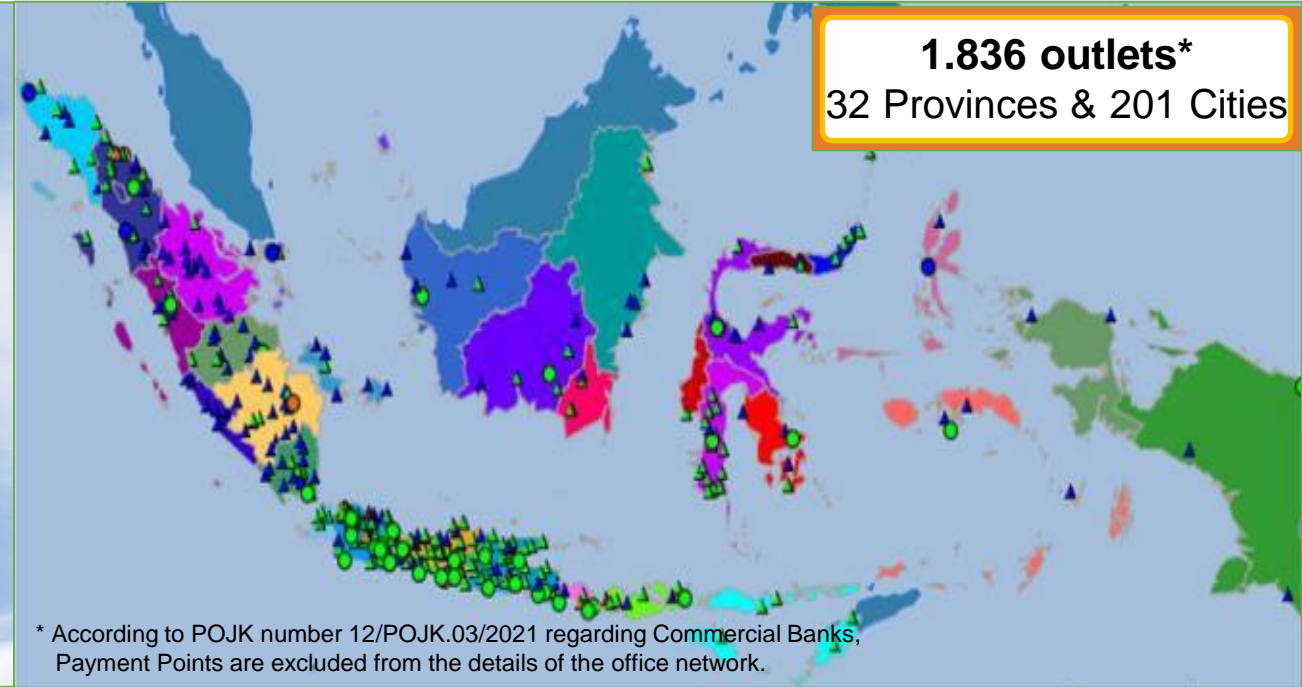 1.836 outlets*
32 Provinces & 201 Cities
* According to POJK number 12/POJK.03/2021 regarding Commercial Banks,
Payment Points are excluded from the details of the office network.